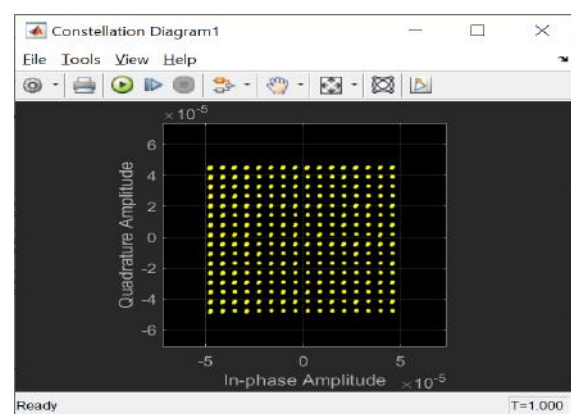 Constellation Diagram1
File Tools View Help
×10-5
6
4
2
0
-2
-4
-6
Quadrature Amplitude
-5 0 5
In-phase Amplitude ×10-5
Ready T=1.000